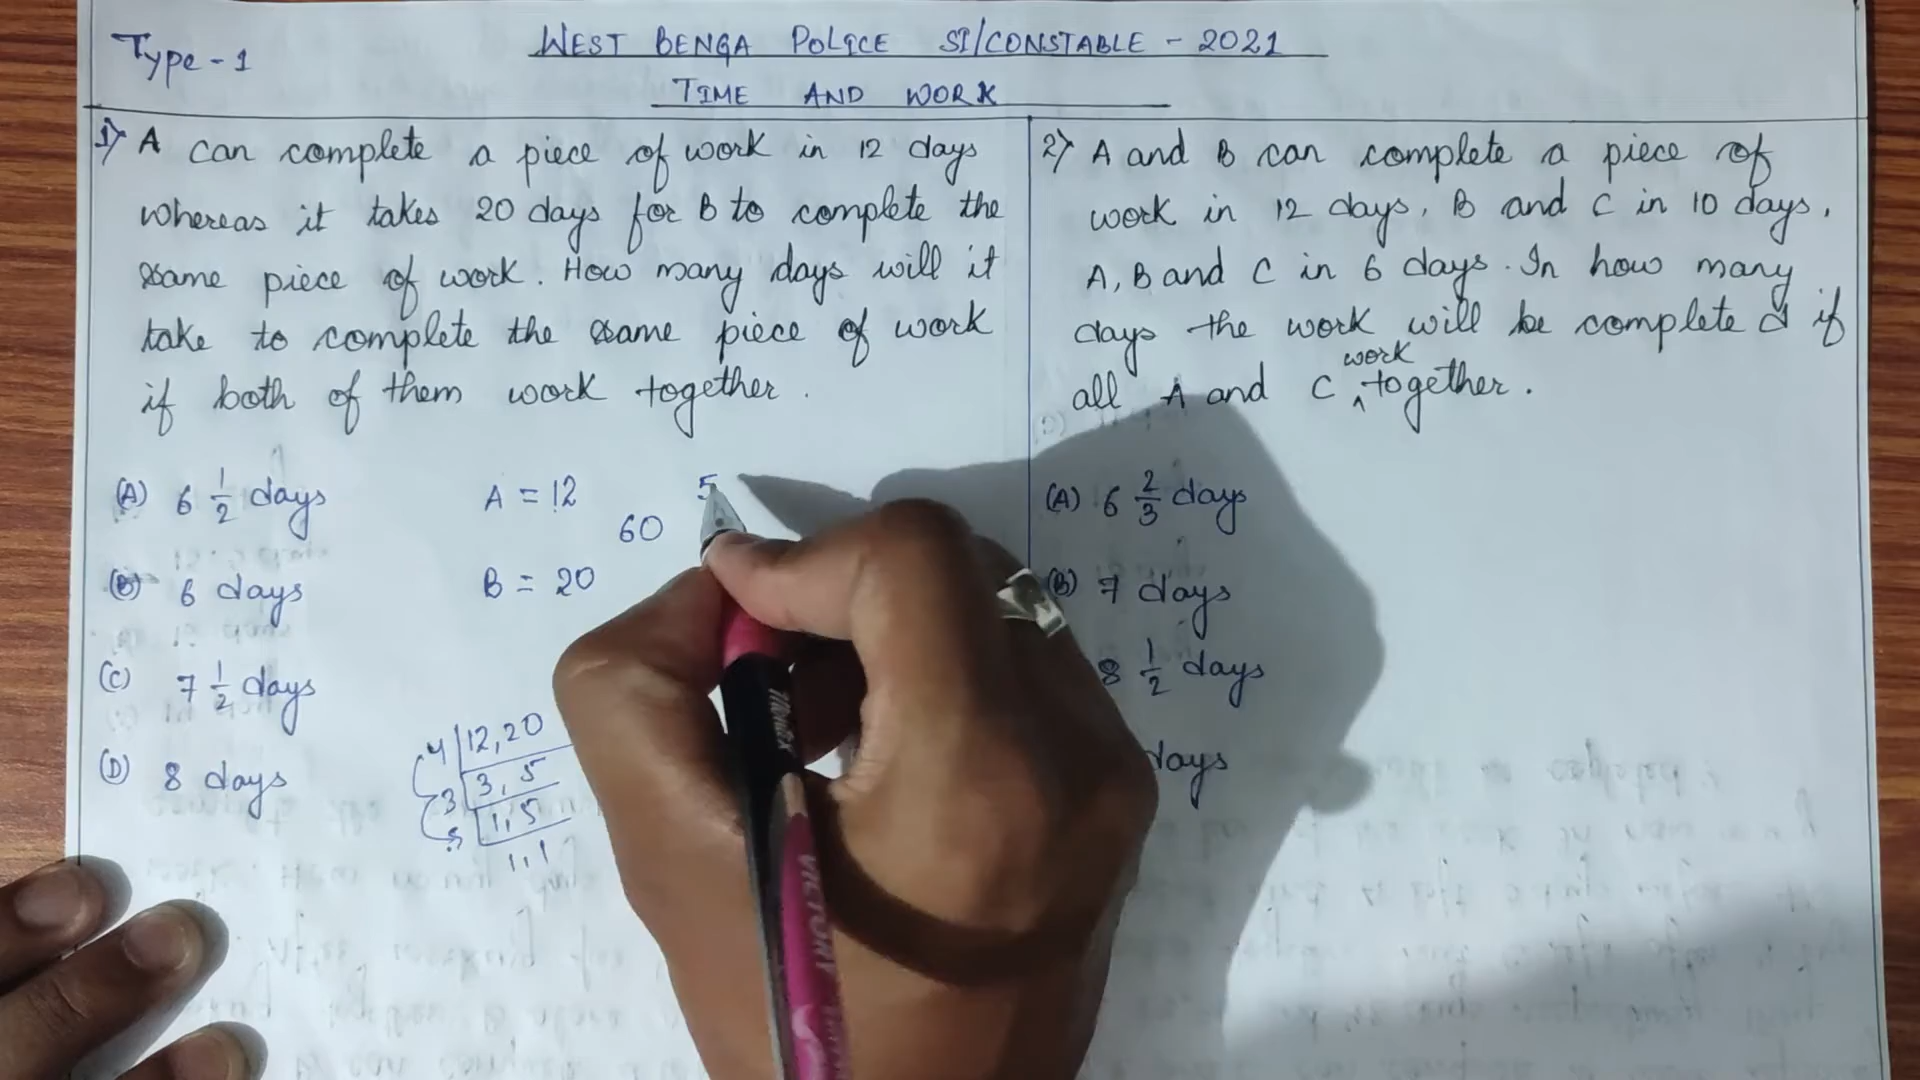 Type-1
WEST BENGA POLICE SI/CONSTABLE - 2021
TIME AND WORK
1) A can complete a piece of work in 12 days
whereas it takes 20 days for B to complete the
same piece of work. How many days will it
take to complete the same piece of work
if both of them work together.
(A) 6 1/2 days
(B) 6 days
(C) 7 1/2 days
(D) 8 days
A = 12
60
5
B = 20
4 | 12, 20
3 | 3, 5
5 | 1, 5
1, 1
2) A and B can complete a piece of
work in 12 days, B and C in 10 days,
A, B and C in 6 days. In how many
days the work will be complete d if
work
all A and C ^ together.
(A) 6 2/3 days
(B) 7 days
8 1/2 days
days
Montex
VICTORY